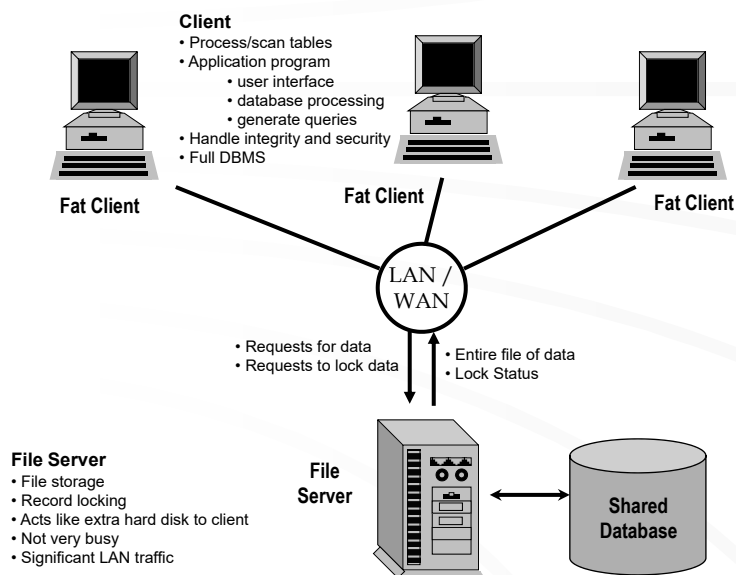 Client
• Process/scan tables
• Application program
• user interface
• database processing
• generate queries
• Handle integrity and security
• Full DBMS
Fat Client
Fat Client
Fat Client
LAN /
WAN
• Requests for data
• Requests to lock data
• Entire file of data
• Lock Status
File Server
• File storage
• Record locking
• Acts like extra hard disk to client
• Not very busy
• Significant LAN traffic
File
Server
Shared
Database